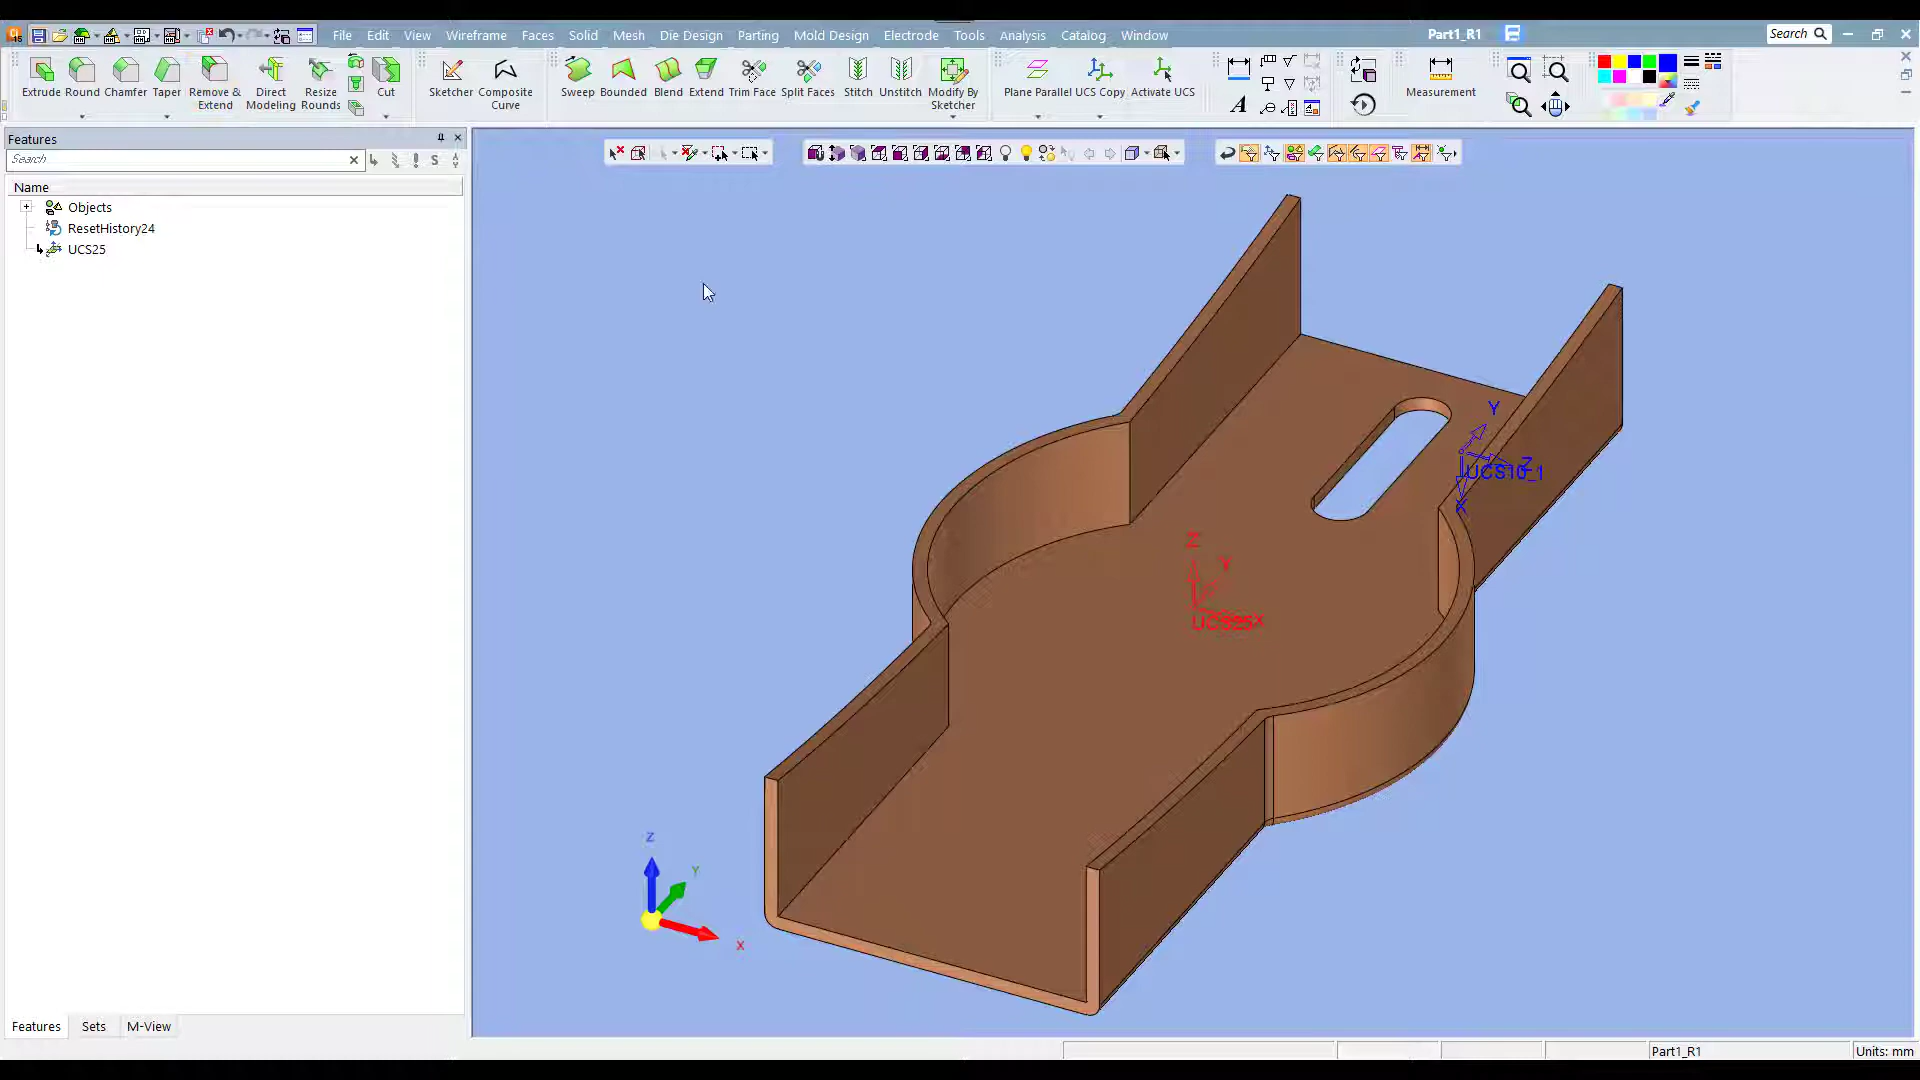 File Edit View Wireframe Faces Solid Mesh Die Design Parting Mold Design Electrode Tools Analysis Catalog Window
Part1_R1
Search
Extrude Round Chamfer Taper Remove & Extend Direct Modeling Resize Rounds Cut Sketcher Composite Curve Sweep Bounded Blend Extend Trim Face Split Faces Stitch Unstitch Modify By Sketcher Plane Parallel UCS Copy Activate UCS Measurement
Features
Search
S
Name
Objects
ResetHistory24
UCS25
Y
Z
UCS10_1
X
Z
Y
UCS25X
Z
Y
X
Features Sets M-View
Part1_R1
Units: mm